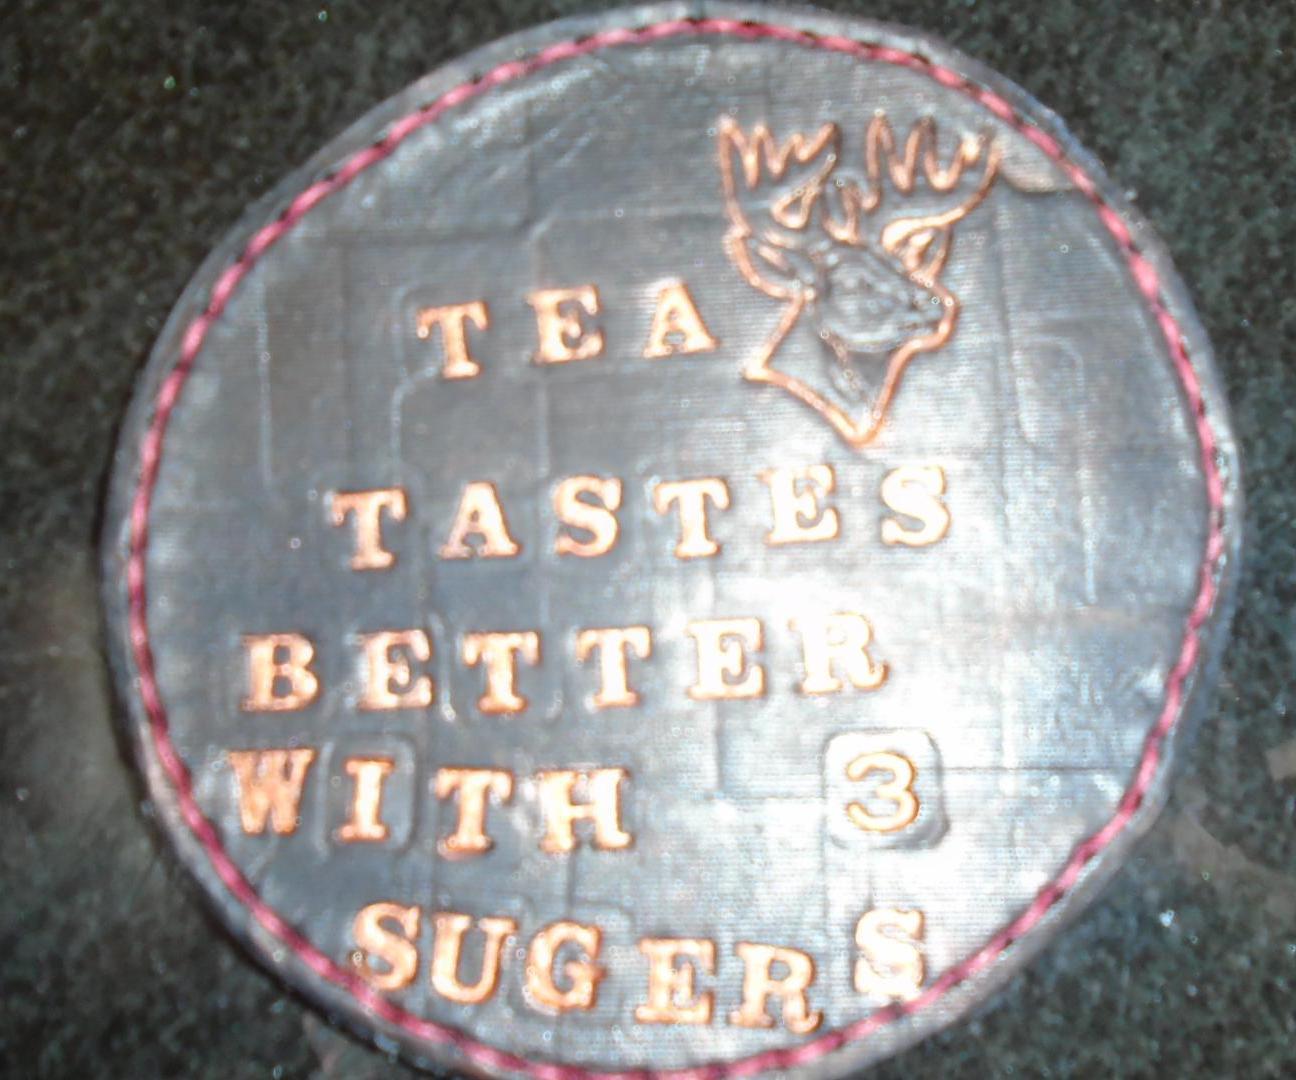 TEA
TASTES
BETTER
WITH 3
SUGERS